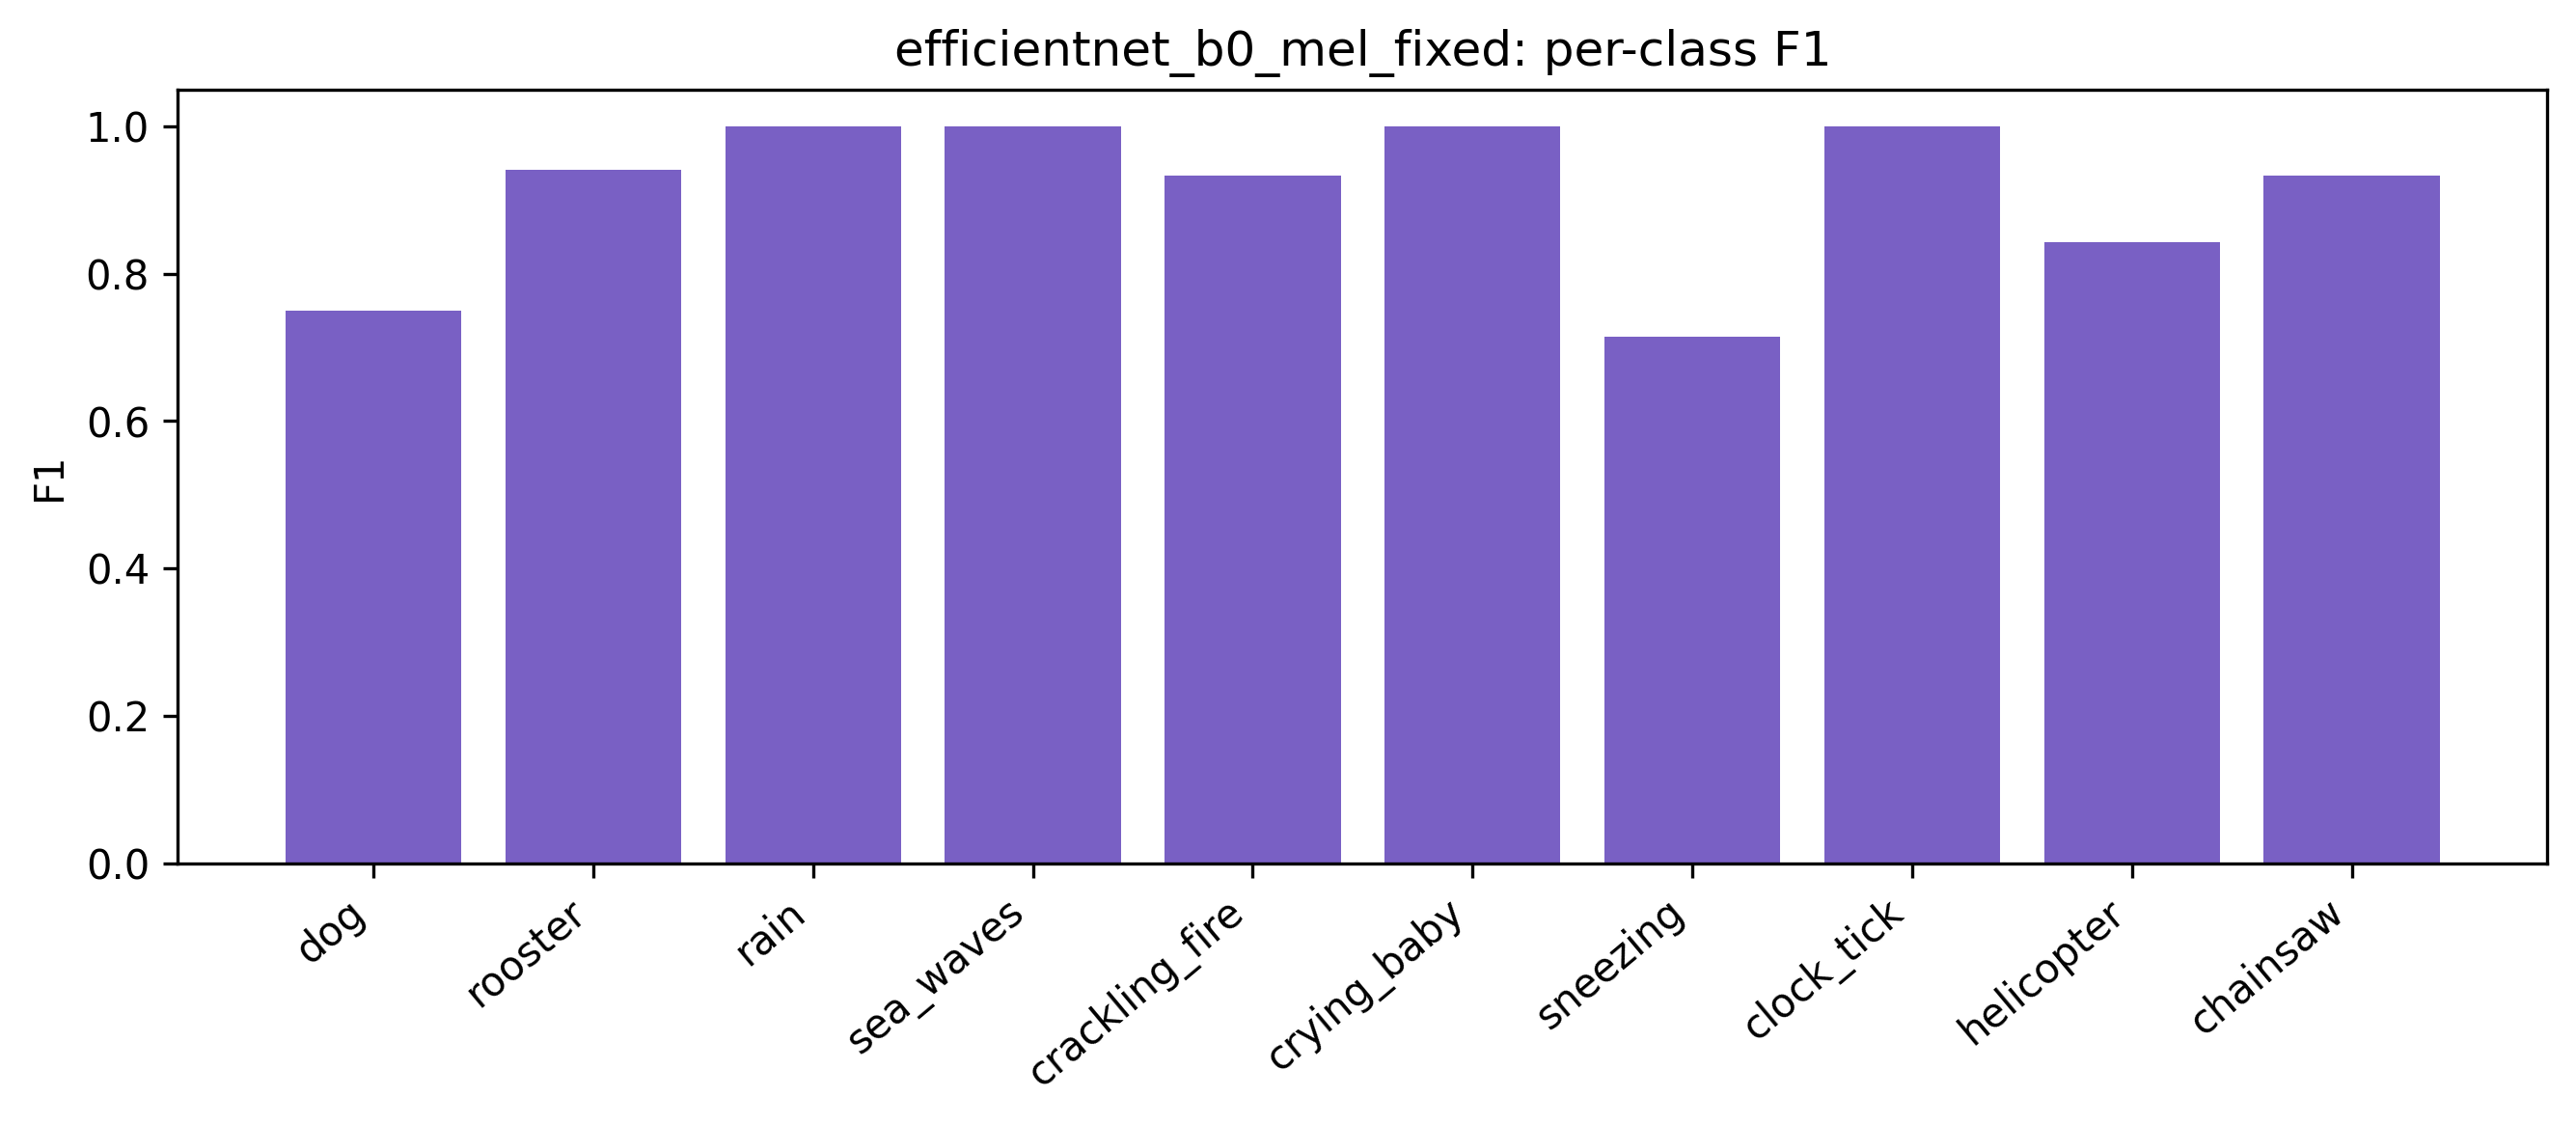 efficientnet_b0_mel_fixed: per-class F1
1.0
0.8
0.6
0.4
0.2
0.0
F1
dog
rooster
rain
sea_waves
crackling_fire
crying_baby
sneezing
clock_tick
helicopter
chainsaw